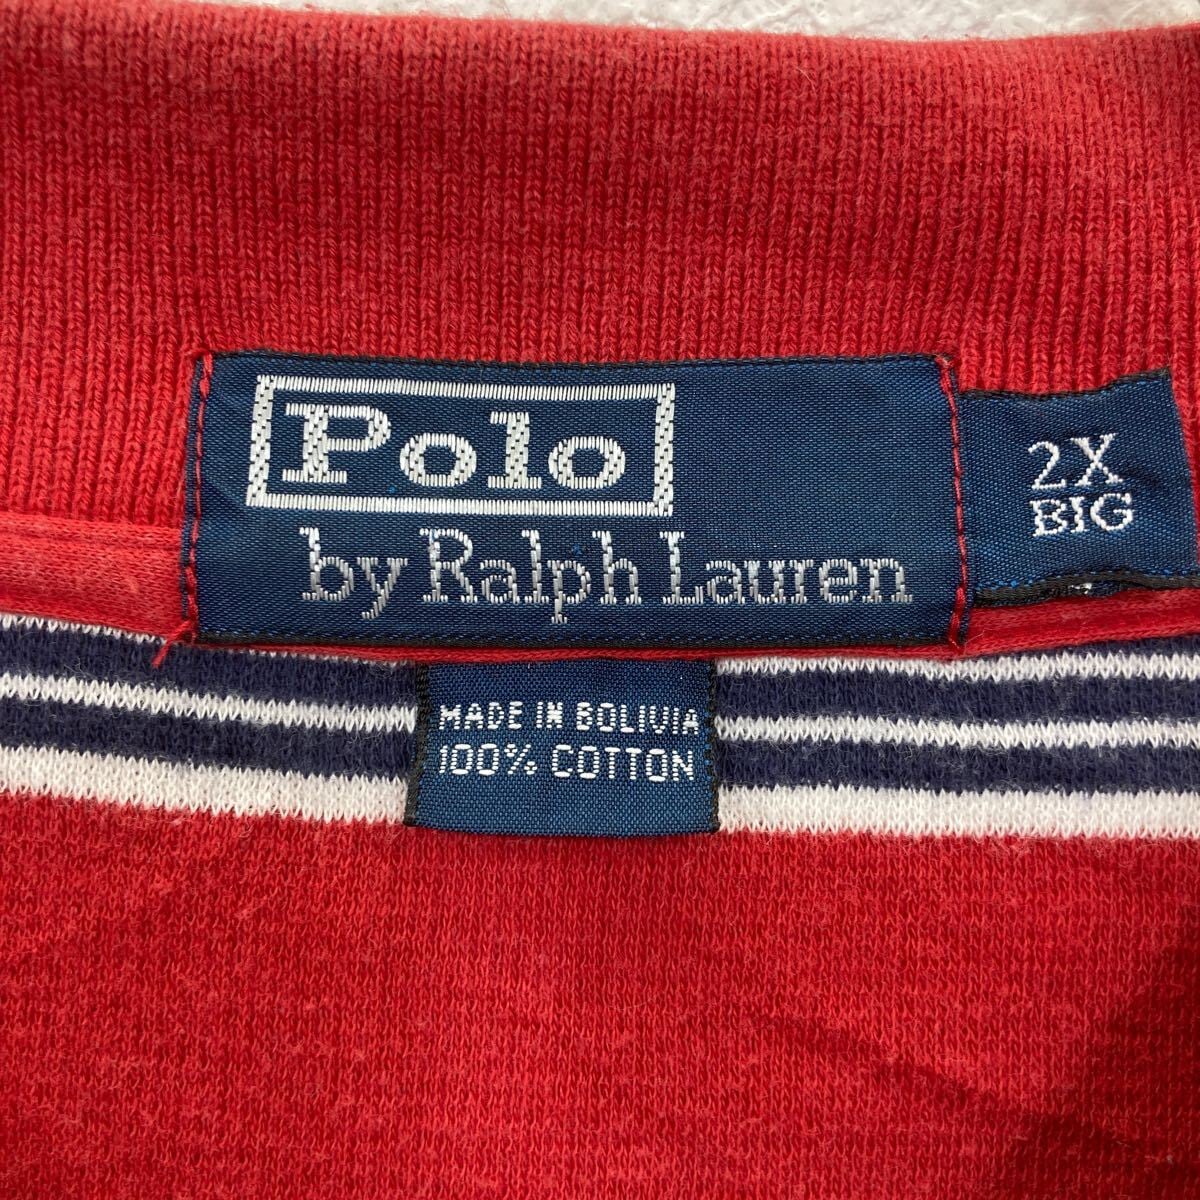 Polo
by Ralph Lauren
2X
BIG
MADE IN BOLIVIA
100% COTTON